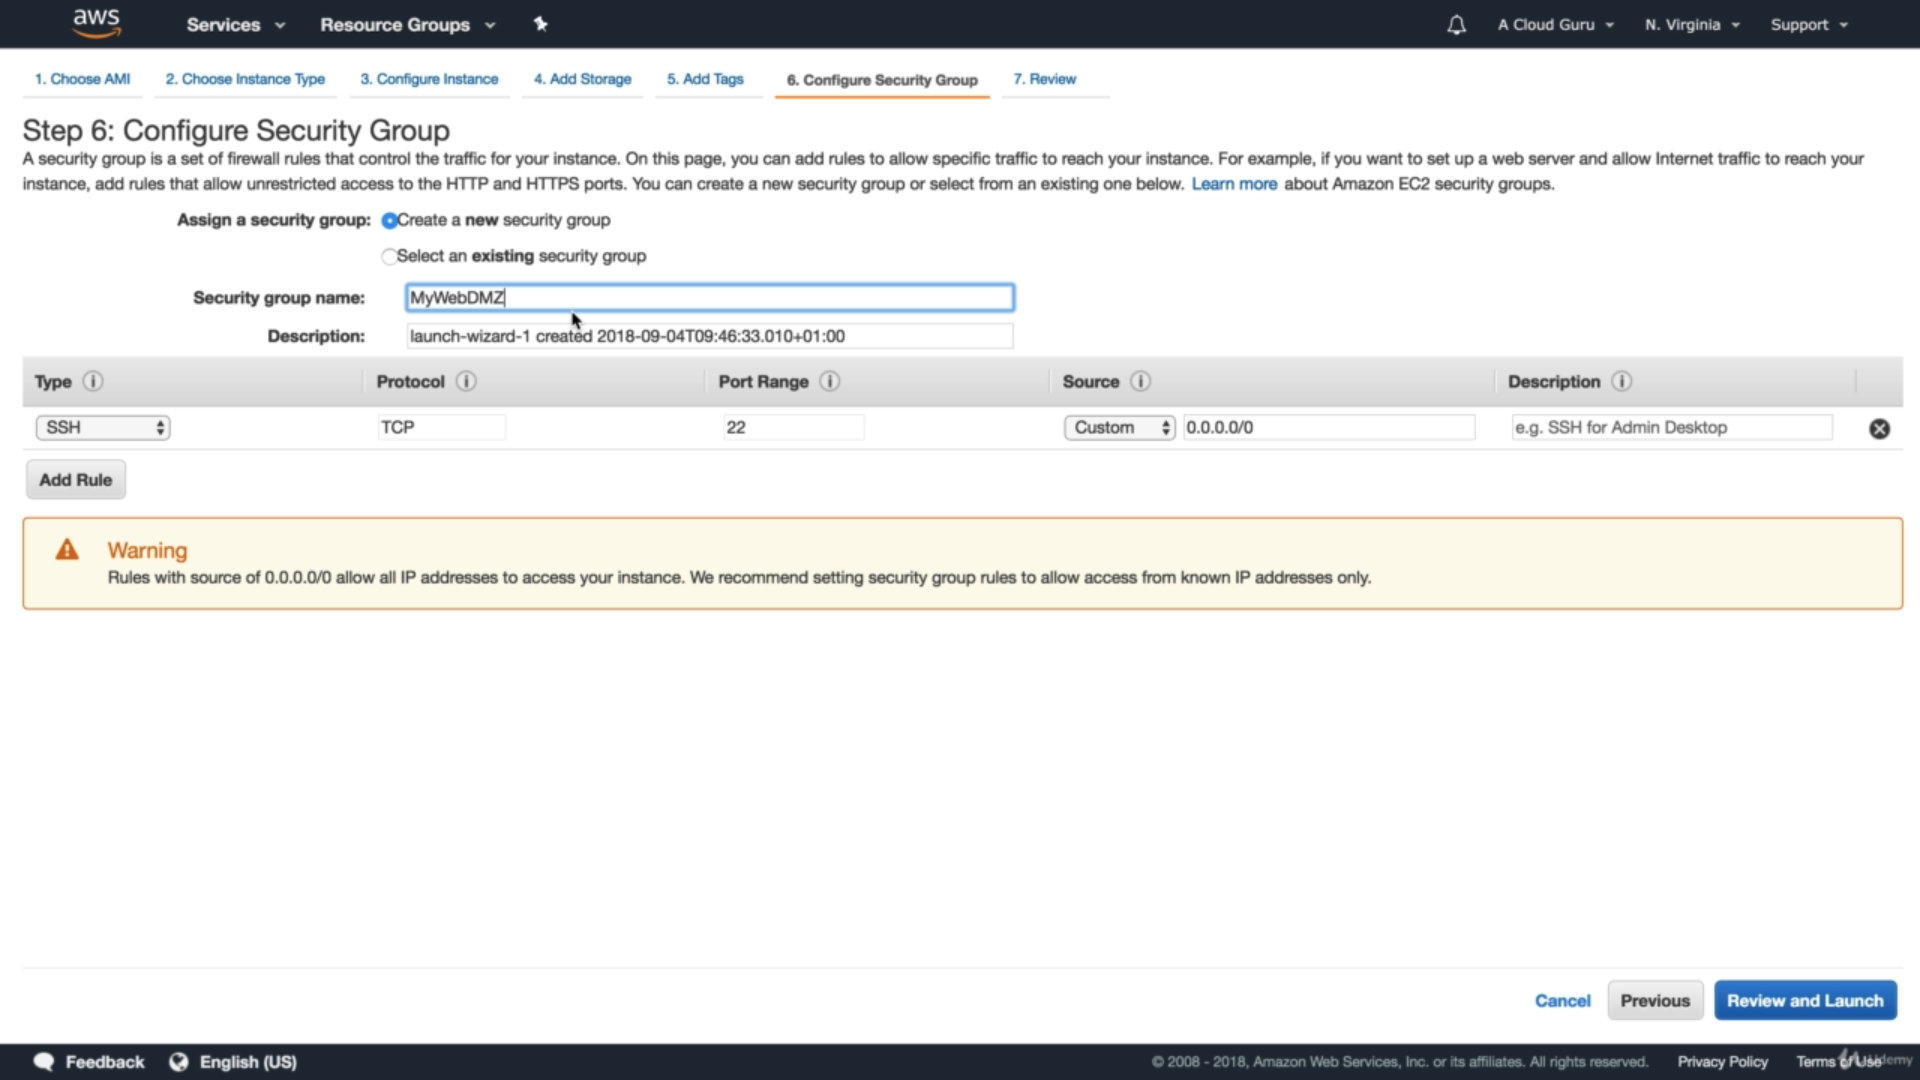 aws Services Resource Groups A Cloud Guru N. Virginia Support
1. Choose AMI 2. Choose Instance Type 3. Configure Instance 4. Add Storage 5. Add Tags 6. Configure Security Group 7. Review
Step 6: Configure Security Group
A security group is a set of firewall rules that control the traffic for your instance. On this page, you can add rules to allow specific traffic to reach your instance. For example, if you want to set up a web server and allow Internet traffic to reach your
instance, add rules that allow unrestricted access to the HTTP and HTTPS ports. You can create a new security group or select from an existing one below. Learn more about Amazon EC2 security groups.
Assign a security group: Create a new security group
Select an existing security group
Security group name: MyWebDMZ
Description: launch-wizard-1 created 2018-09-04T09:46:33.010+01:00
Type i Protocol i Port Range i Source i Description i
SSH TCP 22 Custom 0.0.0.0/0 e.g. SSH for Admin Desktop
Add Rule
Warning
Rules with source of 0.0.0.0/0 allow all IP addresses to access your instance. We recommend setting security group rules to allow access from known IP addresses only.
Cancel Previous Review and Launch
Feedback English (US) © 2008 - 2018, Amazon Web Services, Inc. or its affiliates. All rights reserved. Privacy Policy Terms of Use Udemy